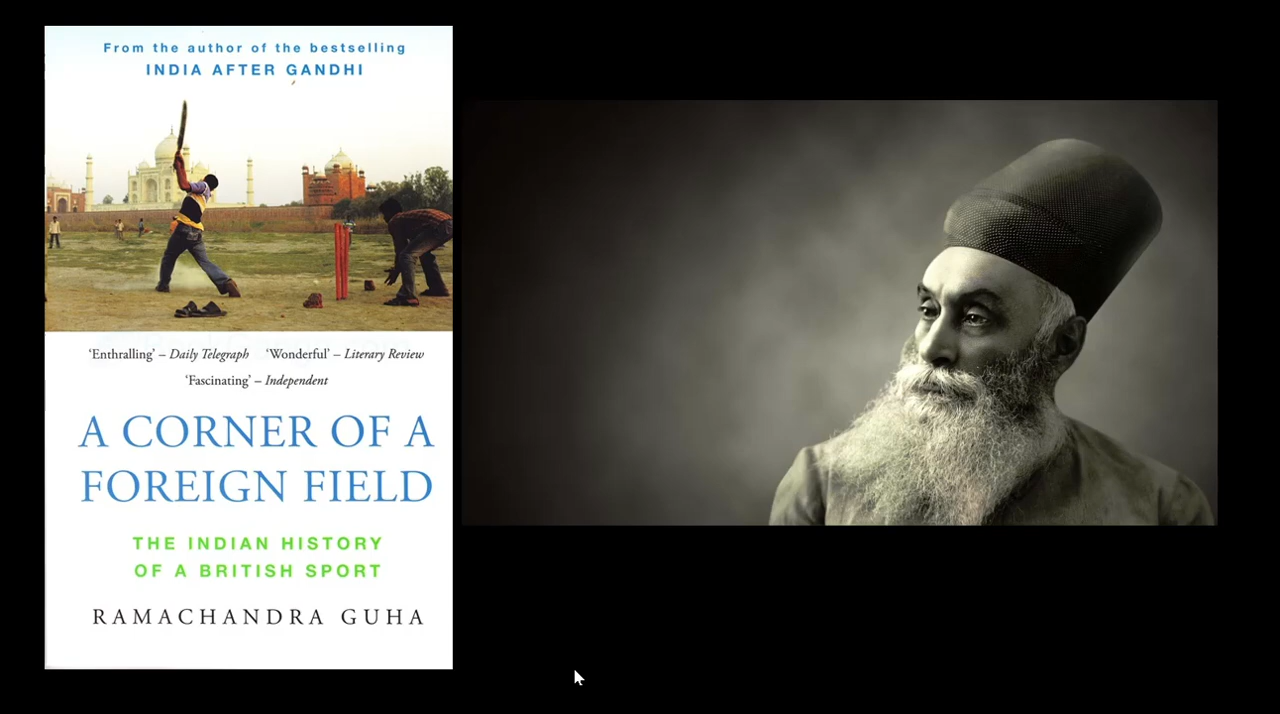 From the author of the bestselling
INDIA AFTER GANDHI
‘Enthralling’ – Daily Telegraph ‘Wonderful’ – Literary Review
‘Fascinating’ – Independent
A CORNER OF A
FOREIGN FIELD
THE INDIAN HISTORY
OF A BRITISH SPORT
RAMACHANDRA GUHA